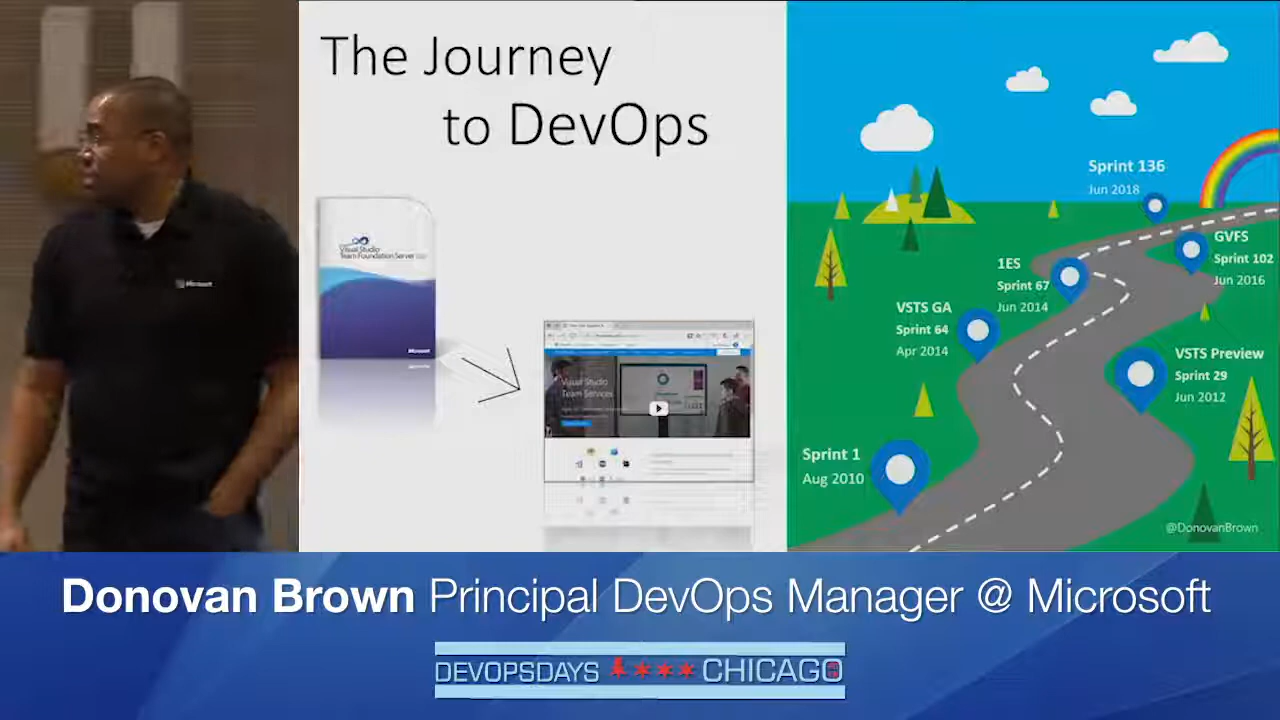 The Journey
to DevOps
Visual Studio
Team Foundation Server
Microsoft
Microsoft
Visual Studio
Team Services
Sprint 136
Jun 2018
GVFS
Sprint 102
Jun 2016
1ES
Sprint 67
Jun 2014
VSTS GA
Sprint 64
Apr 2014
VSTS Preview
Sprint 29
Jun 2012
Sprint 1
Aug 2010
@DonovanBrown
Donovan Brown Principal DevOps Manager @ Microsoft
DEVOPSDAYS CHICAGO